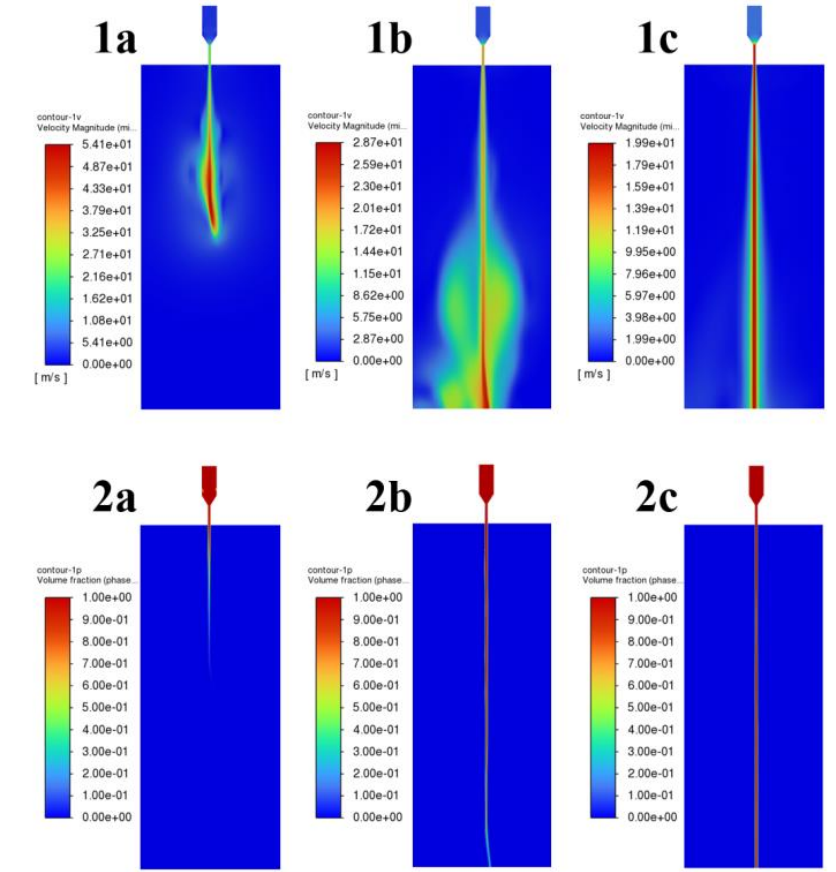 1a
contour-1v
Velocity Magnitude (mi...
5.41e+01
4.87e+01
4.33e+01
3.79e+01
3.25e+01
2.71e+01
2.16e+01
1.62e+01
1.08e+01
5.41e+00
0.00e+00
[ m/s ]
1b
contour-1v
Velocity Magnitude (mi...
2.87e+01
2.59e+01
2.30e+01
2.01e+01
1.72e+01
1.44e+01
1.15e+01
8.62e+00
5.75e+00
2.87e+00
0.00e+00
[ m/s ]
1c
contour-1v
Velocity Magnitude (mi...
1.99e+01
1.79e+01
1.59e+01
1.39e+01
1.19e+01
9.95e+00
7.96e+00
5.97e+00
3.98e+00
1.99e+00
0.00e+00
[ m/s ]
2a
contour-1p
Volume fraction (phase...
1.00e+00
9.00e-01
8.00e-01
7.00e-01
6.00e-01
5.00e-01
4.00e-01
3.00e-01
2.00e-01
1.00e-01
0.00e+00
2b
contour-1p
Volume fraction (phase...
1.00e+00
9.00e-01
8.00e-01
7.00e-01
6.00e-01
5.00e-01
4.00e-01
3.00e-01
2.00e-01
1.00e-01
0.00e+00
2c
contour-1p
Volume fraction (phase...
1.00e+00
9.00e-01
8.00e-01
7.00e-01
6.00e-01
5.00e-01
4.00e-01
3.00e-01
2.00e-01
1.00e-01
0.00e+00